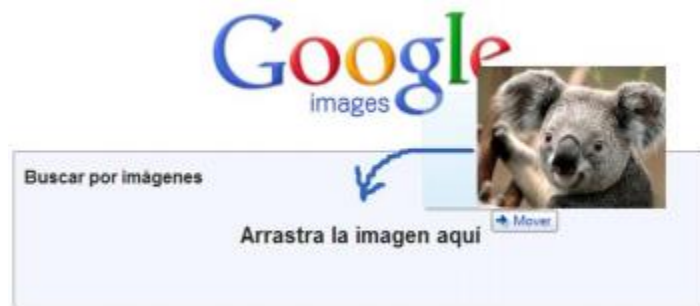 Google
images
Buscar por imágenes
Arrastra la imagen aquí
Mover